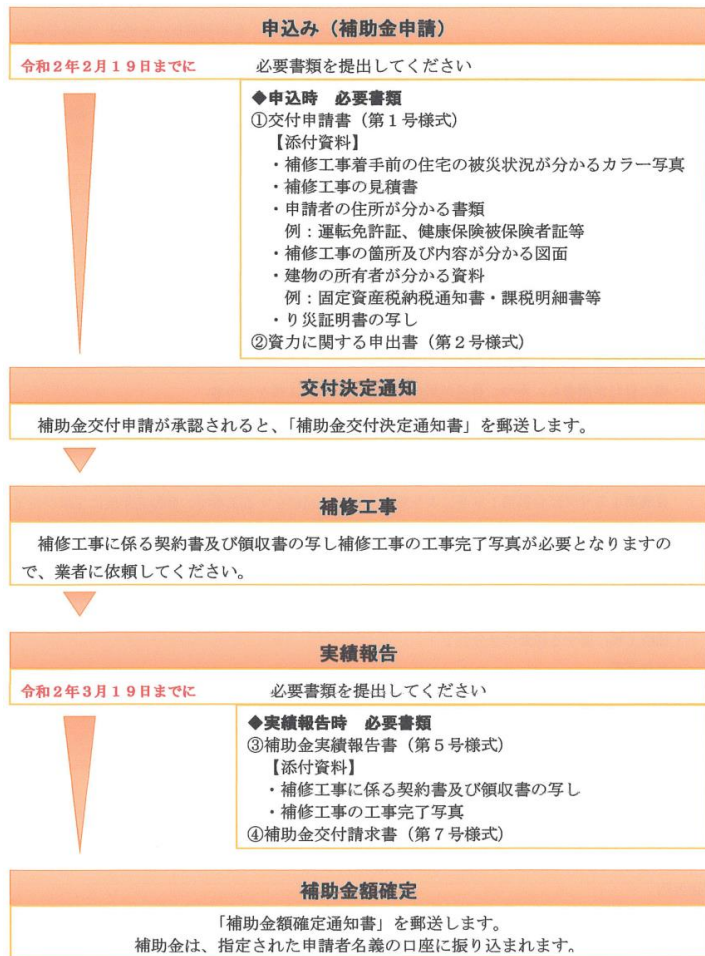 申込み（補助金申請）
令和2年2月19日までに　必要書類を提出してください
◆申込時　必要書類
①交付申請書（第１号様式）
【添付資料】
・補修工事着手前の住宅の被災状況が分かるカラー写真
・補修工事の見積書
・申請者の住所が分かる書類
例：運転免許証、健康保険被保険者証等
・補修工事の箇所及び内容が分かる図面
・建物の所有者が分かる資料
例：固定資産税納税通知書・課税明細書等
・り災証明書の写し
②資力に関する申出書（第２号様式）
交付決定通知
補助金交付申請が承認されると、「補助金交付決定通知書」を郵送します。
補修工事
補修工事に係る契約書及び領収書の写し補修工事の工事完了写真が必要となりますの
で、業者に依頼してください。
実績報告
令和2年3月19日までに　必要書類を提出してください
◆実績報告時　必要書類
③補助金実績報告書（第５号様式）
【添付資料】
・補修工事に係る契約書及び領収書の写し
・補修工事の工事完了写真
④補助金交付請求書（第７号様式）
補助金額確定
「補助金額確定通知書」を郵送します。
補助金は、指定された申請者名義の口座に振り込まれます。